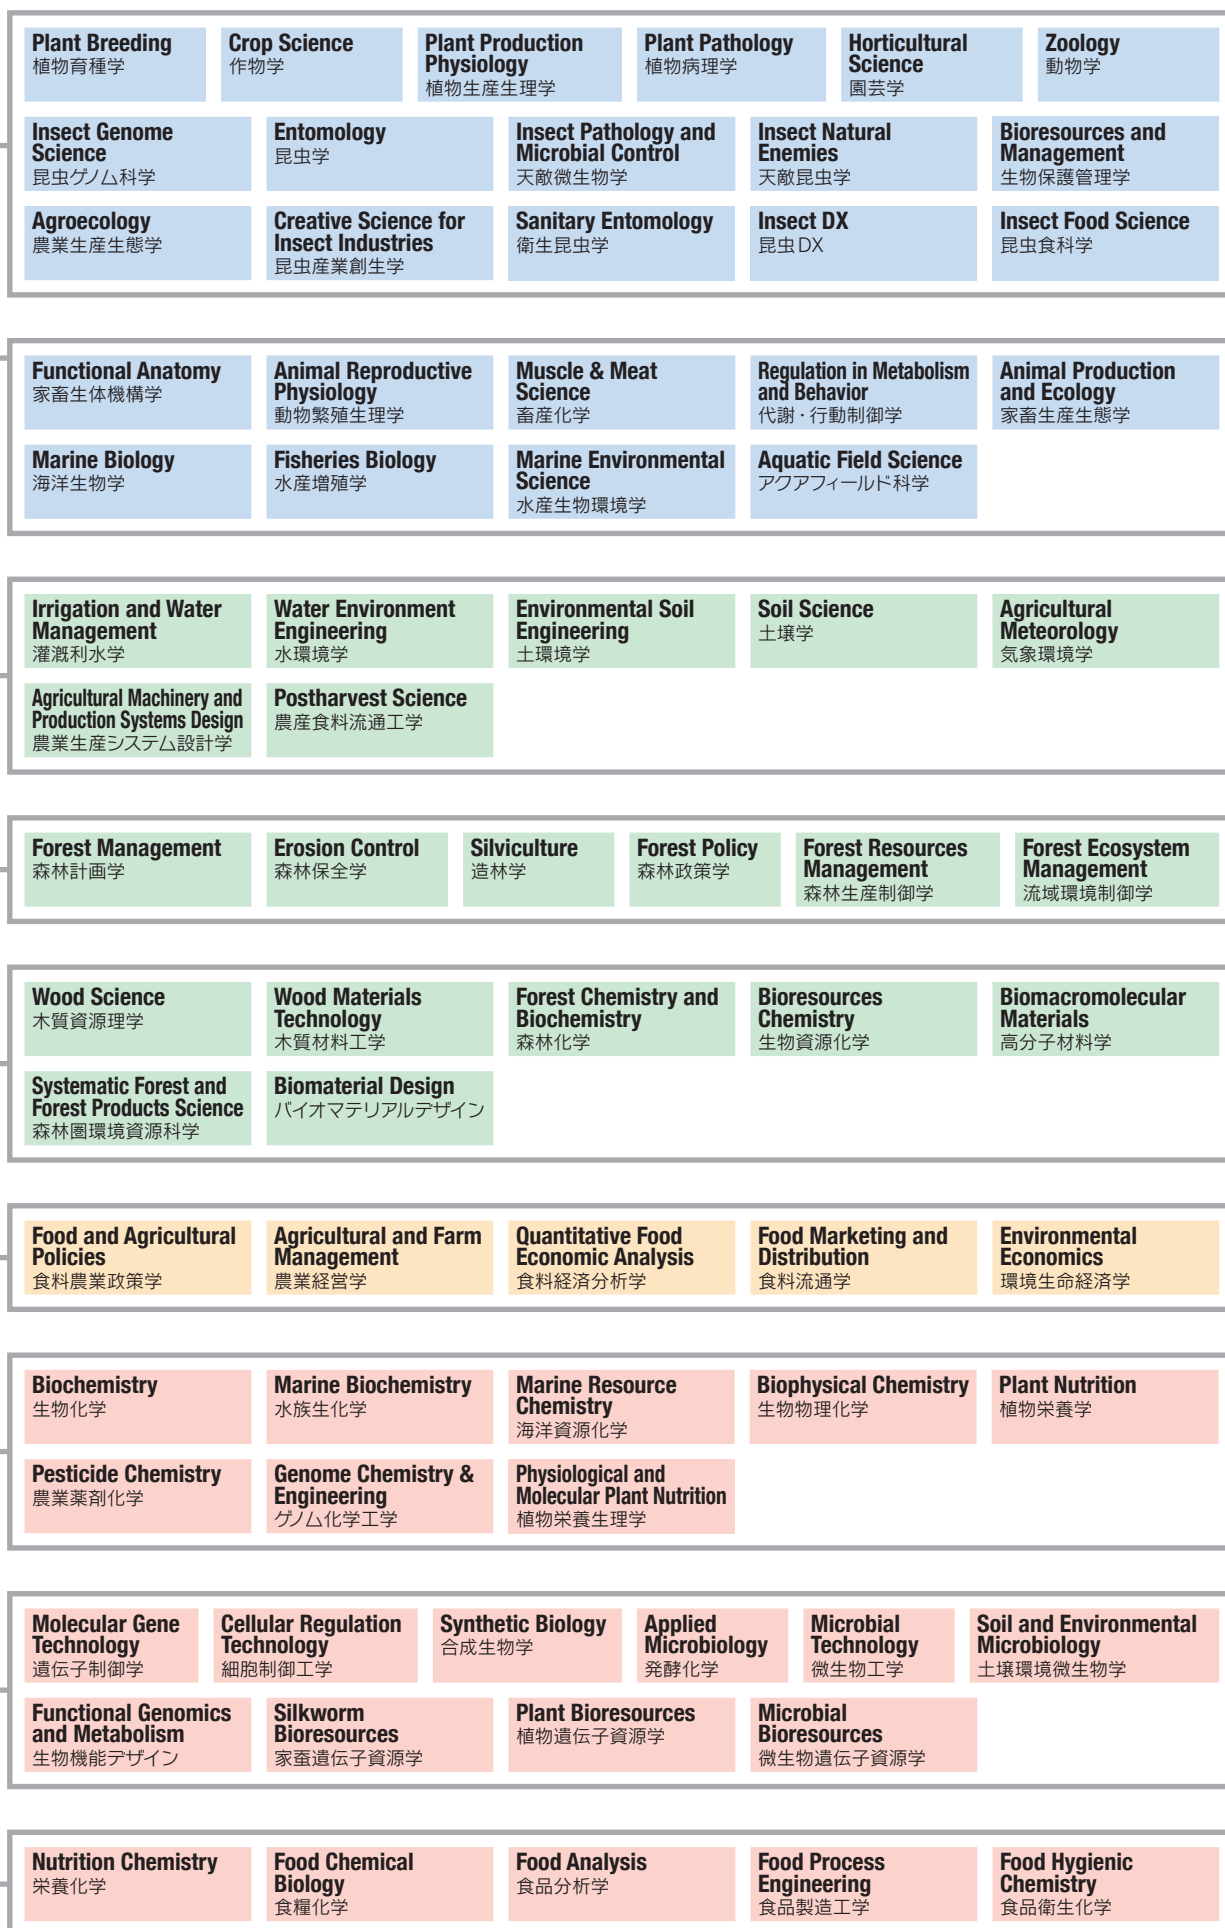 Plant Breeding
植物育種学
Crop Science
作物学
Plant Production
Physiology
植物生産生理学
Plant Pathology
植物病理学
Horticultural
Science
園芸学
Zoology
動物学
Insect Genome
Science
昆虫ゲノム科学
Entomology
昆虫学
Insect Pathology and
Microbial Control
天敵微生物学
Insect Natural
Enemies
天敵昆虫学
Bioresources and
Management
生物保護管理学
Agroecology
農業生産生態学
Creative Science for
Insect Industries
昆虫産業創生学
Sanitary Entomology
衛生昆虫学
Insect DX
昆虫DX
Insect Food Science
昆虫食科学
Functional Anatomy
家畜生体機構学
Animal Reproductive
Physiology
動物繁殖生理学
Muscle & Meat
Science
畜産化学
Regulation in Metabolism
and Behavior
代謝・行動制御学
Animal Production
and Ecology
家畜生産生態学
Marine Biology
海洋生物学
Fisheries Biology
水産増殖学
Marine Environmental
Science
水産生物環境学
Aquatic Field Science
アクアフィールド科学
Irrigation and Water
Management
灌漑利水学
Water Environment
Engineering
水環境学
Environmental Soil
Engineering
土環境学
Soil Science
土壌学
Agricultural
Meteorology
気象環境学
Agricultural Machinery and
Production Systems Design
農業生産システム設計学
Postharvest Science
農産食料流通工学
Forest Management
森林計画学
Erosion Control
森林保全学
Silviculture
造林学
Forest Policy
森林政策学
Forest Resources
Management
森林生産制御学
Forest Ecosystem
Management
流域環境制御学
Wood Science
木質資源理学
Wood Materials
Technology
木質材料工学
Forest Chemistry and
Biochemistry
森林化学
Bioresources
Chemistry
生物資源化学
Biomacromolecular
Materials
高分子材料学
Systematic Forest and
Forest Products Science
森林圏環境資源科学
Biomaterial Design
バイオマテリアルデザイン
Food and Agricultural
Policies
食料農業政策学
Agricultural and Farm
Management
農業経営学
Quantitative Food
Economic Analysis
食料経済分析学
Food Marketing and
Distribution
食料流通学
Environmental
Economics
環境生命経済学
Biochemistry
生物化学
Marine Biochemistry
水族生化学
Marine Resource
Chemistry
海洋資源化学
Biophysical Chemistry
生物物理化学
Plant Nutrition
植物栄養学
Pesticide Chemistry
農業薬剤化学
Genome Chemistry &
Engineering
ゲノム化学工学
Physiological and
Molecular Plant Nutrition
植物栄養生理学
Molecular Gene
Technology
遺伝子制御学
Cellular Regulation
Technology
細胞制御工学
Synthetic Biology
合成生物学
Applied
Microbiology
発酵化学
Microbial
Technology
微生物工学
Soil and Environmental
Microbiology
土壌環境微生物学
Functional Genomics
and Metabolism
生物機能デザイン
Silkworm
Bioresources
家蚕遺伝子資源学
Plant Bioresources
植物遺伝子資源学
Microbial
Bioresources
微生物遺伝子資源学
Nutrition Chemistry
栄養化学
Food Chemical
Biology
食糧化学
Food Analysis
食品分析学
Food Process
Engineering
食品製造工学
Food Hygienic
Chemistry
食品衛生化学